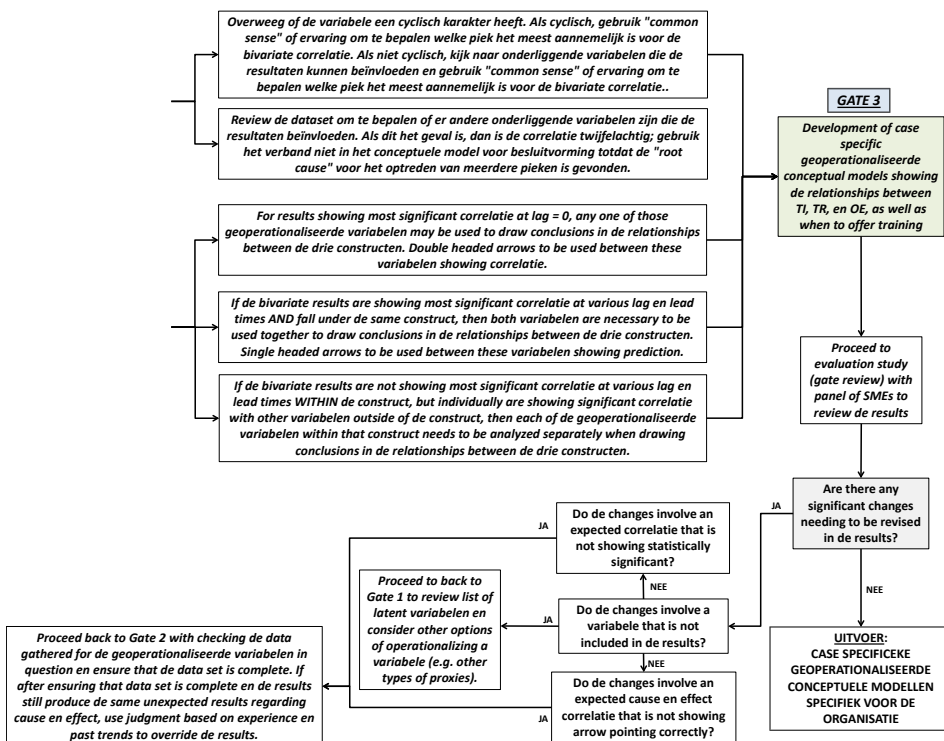 Overweeg of de variabele een cyclisch karakter heeft. Als cyclisch, gebruik "common
sense" of ervaring om te bepalen welke piek het meest aannemelijk is voor de
bivariate correlatie. Als niet cyclisch, kijk naar onderliggende variabelen die de
resultaten kunnen beïnvloeden en gebruik "common sense" of ervaring om te
bepalen welke piek het meest aannemelijk is voor de bivariate correlatie..
Review de dataset om te bepalen of er andere onderliggende variabelen zijn die de
resultaten beïnvloeden. Als dit het geval is, dan is de correlatie twijfelachtig; gebruik
het verband niet in het conceptuele model voor besluitvorming totdat de "root
cause" voor het optreden van meerdere pieken is gevonden.
GATE 3
Development of case
specific
geoperationaliseerde
conceptual models showing
de relationships between
TI, TR, en OE, as well as
when to offer training
For results showing most significant correlatie at lag = 0, any one of those
geoperationaliseerde variabelen may be used to draw conclusions in de relationships
between de drie constructen. Double headed arrows to be used between these
variabelen showing correlatie.
If de bivariate results are showing most significant correlatie at various lag en lead
times AND fall under de same construct, then both variabelen are necessary to
be used together to draw conclusions in de relationships between de drie constructen.
Single headed arrows to be used between these variabelen showing prediction.
If de bivariate results are not showing most significant correlatie at various lag en
lead times WITHIN de construct, but individually are showing significant correlatie
with other variabelen outside of de construct, then each of de geoperationaliseerde
variabelen within that construct needs to be analyzed separately when drawing
conclusions in de relationships between de drie constructen.
Proceed to
evaluation study
(gate review) with
panel of SMEs to
review de results
Are there any
significant changes
needing to be revised
in de results?
JA
NEE
UITVOER:
CASE SPECIFICEKE
GEOPERATIONALISEERDE
CONCEPTUELE MODELLEN
SPECIFIEK VOOR DE
ORGANISATIE
Do de changes involve an
expected correlatie that is
not showing statistically
significant?
JA
NEE
Do de changes involve a
variable that is not
included in de results?
JA
NEE
Do de changes involve an
expected cause en effect
correlatie that is not showing
arrow pointing correctly?
JA
Proceed to back to
Gate 1 to review list of
latent variabelen en
consider other options
of operationalizing a
variable (e.g. other
types of proxies).
Proceed back to Gate 2 with checking de data
gathered for de geoperationaliseerde variabelen in
question en ensure that de data set is complete. If
after ensuring that data set is complete en de results
still produce de same unexpected results regarding
cause en effect, use judgment based on experience en
past trends to override de results.